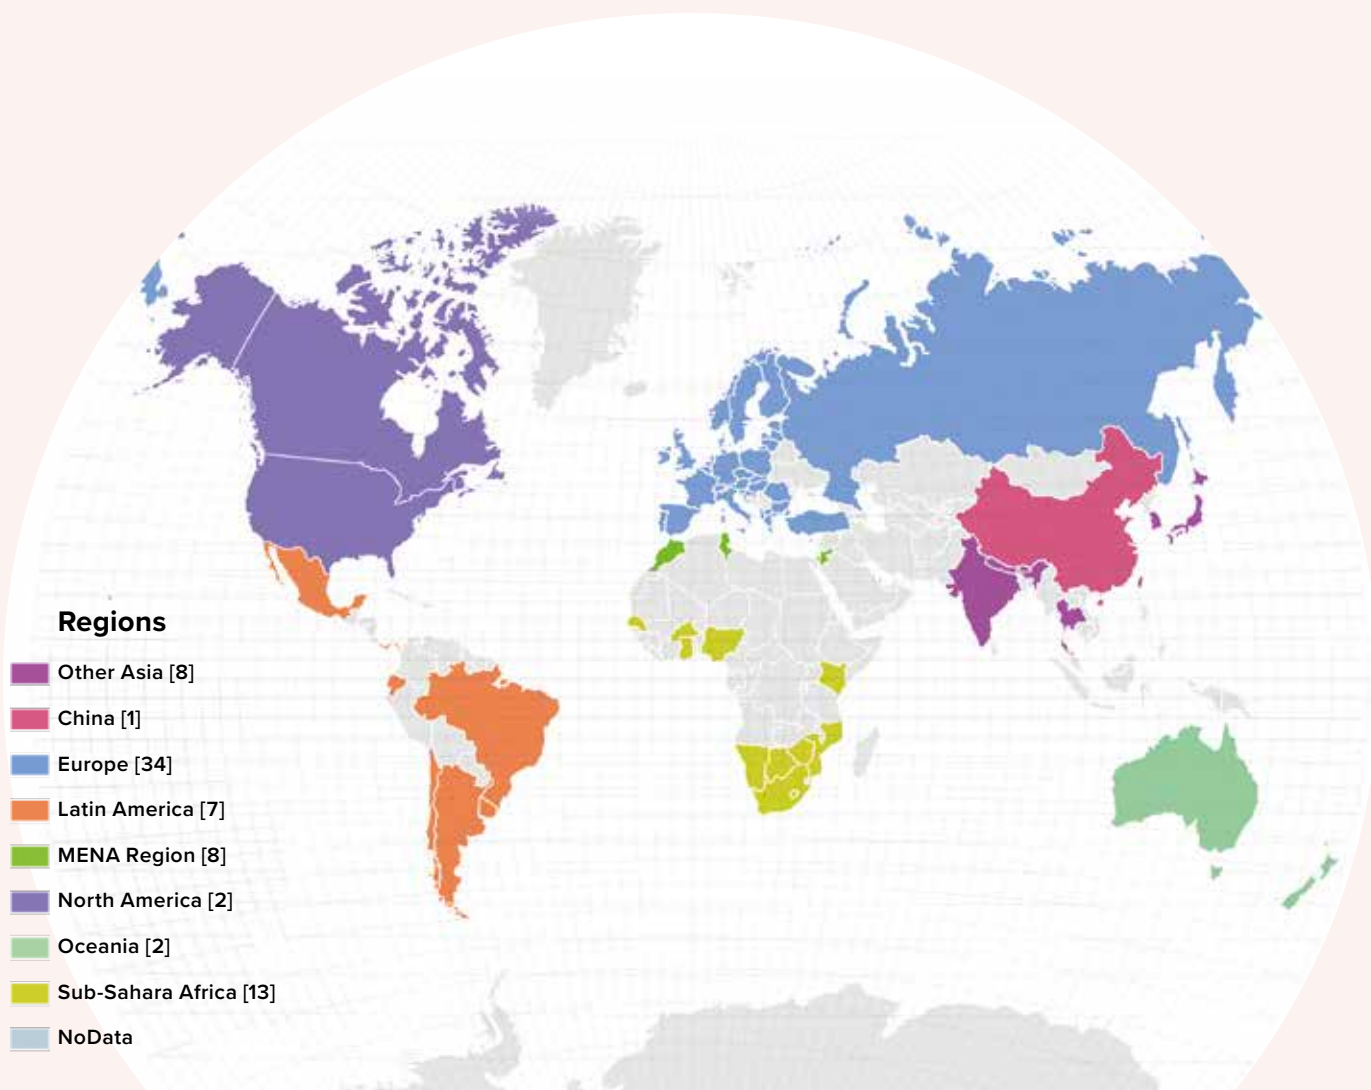 Regions
Other Asia [8]
China [1]
Europe [34]
Latin America [7]
MENA Region [8]
North America [2]
Oceania [2]
Sub-Sahara Africa [13]
NoData